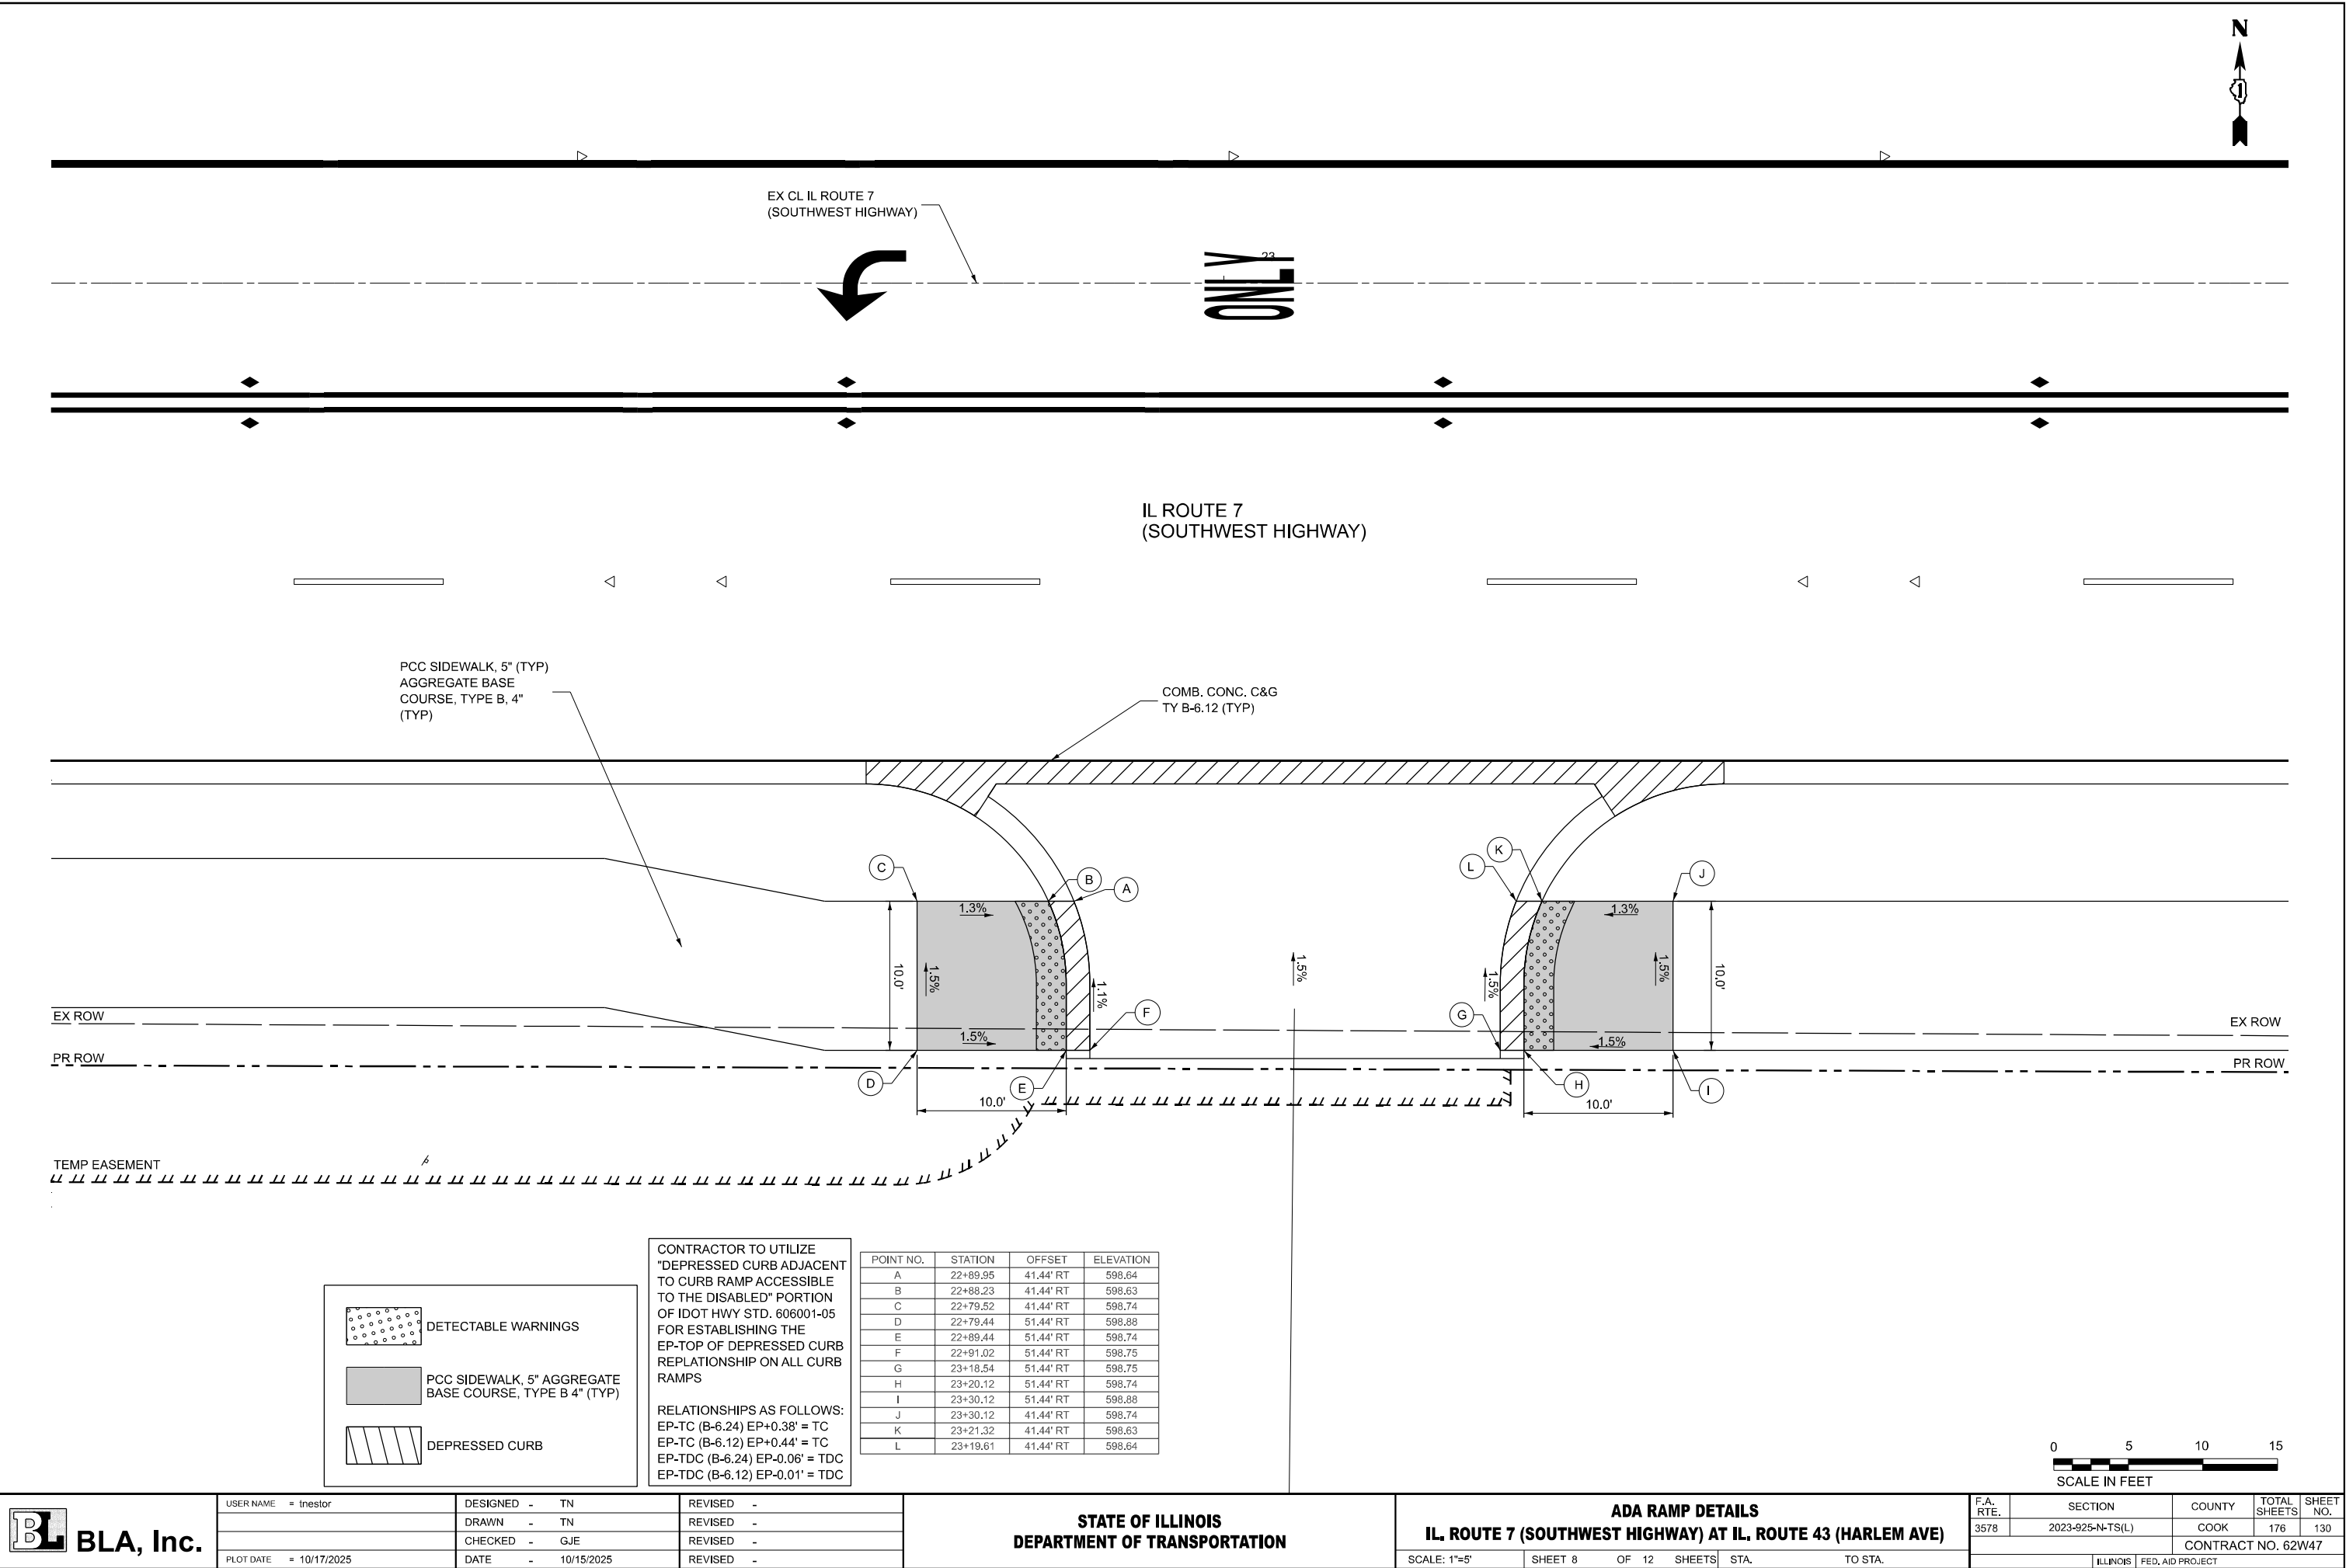 N
1
EX CL IL ROUTE 7
(SOUTHWEST HIGHWAY)
23
ONLY
IL ROUTE 7
(SOUTHWEST HIGHWAY)
PCC SIDEWALK, 5" (TYP)
AGGREGATE BASE
COURSE, TYPE B, 4"
(TYP)
COMB. CONC. C&G
TY B-6.12 (TYP)
C
B
A
K
L
J
1.3%
1.3%
10.0'
1.5%
1.1%
1.5%
1.5%
1.5%
10.0'
F
G
EX ROW
EX ROW
1.5%
1.5%
PR ROW
PR ROW
D
E
H
I
10.0'
10.0'
TEMP EASEMENT
DETECTABLE WARNINGS
PCC SIDEWALK, 5" AGGREGATE
BASE COURSE, TYPE B 4" (TYP)
DEPRESSED CURB
CONTRACTOR TO UTILIZE
"DEPRESSED CURB ADJACENT
TO CURB RAMP ACCESSIBLE
TO THE DISABLED" PORTION
OF IDOT HWY STD. 606001-05
FOR ESTABLISHING THE
EP-TOP OF DEPRESSED CURB
REPLATIONSHIP ON ALL CURB
RAMPS
RELATIONSHIPS AS FOLLOWS:
EP-TC (B-6.24) EP+0.38' = TC
EP-TC (B-6.12) EP+0.44' = TC
EP-TDC (B-6.24) EP-0.06' = TDC
EP-TDC (B-6.12) EP-0.01' = TDC
POINT NO. STATION OFFSET ELEVATION
A 22+89.95 41.44' RT 598.64
B 22+88.23 41.44' RT 598.63
C 22+79.52 41.44' RT 598.74
D 22+79.44 51.44' RT 598.88
E 22+89.44 51.44' RT 598.74
F 22+91.02 51.44' RT 598.75
G 23+18.54 51.44' RT 598.75
H 23+20.12 51.44' RT 598.74
I 23+30.12 51.44' RT 598.88
J 23+30.12 41.44' RT 598.74
K 23+21.32 41.44' RT 598.63
L 23+19.61 41.44' RT 598.64
0 5 10 15
SCALE IN FEET
BL BLA, Inc.
USER NAME = tnestor
PLOT DATE = 10/17/2025
DESIGNED - TN
DRAWN - TN
CHECKED - GJE
DATE - 10/15/2025
REVISED -
REVISED -
REVISED -
REVISED -
STATE OF ILLINOIS
DEPARTMENT OF TRANSPORTATION
ADA RAMP DETAILS
IL. ROUTE 7 (SOUTHWEST HIGHWAY) AT IL. ROUTE 43 (HARLEM AVE)
SCALE: 1"=5' SHEET 8 OF 12 SHEETS STA. TO STA.
F.A. RTE. SECTION COUNTY TOTAL SHEETS SHEET NO.
3578 2023-925-N-TS(L) COOK 176 130
CONTRACT NO. 62W47
ILLINOIS FED. AID PROJECT